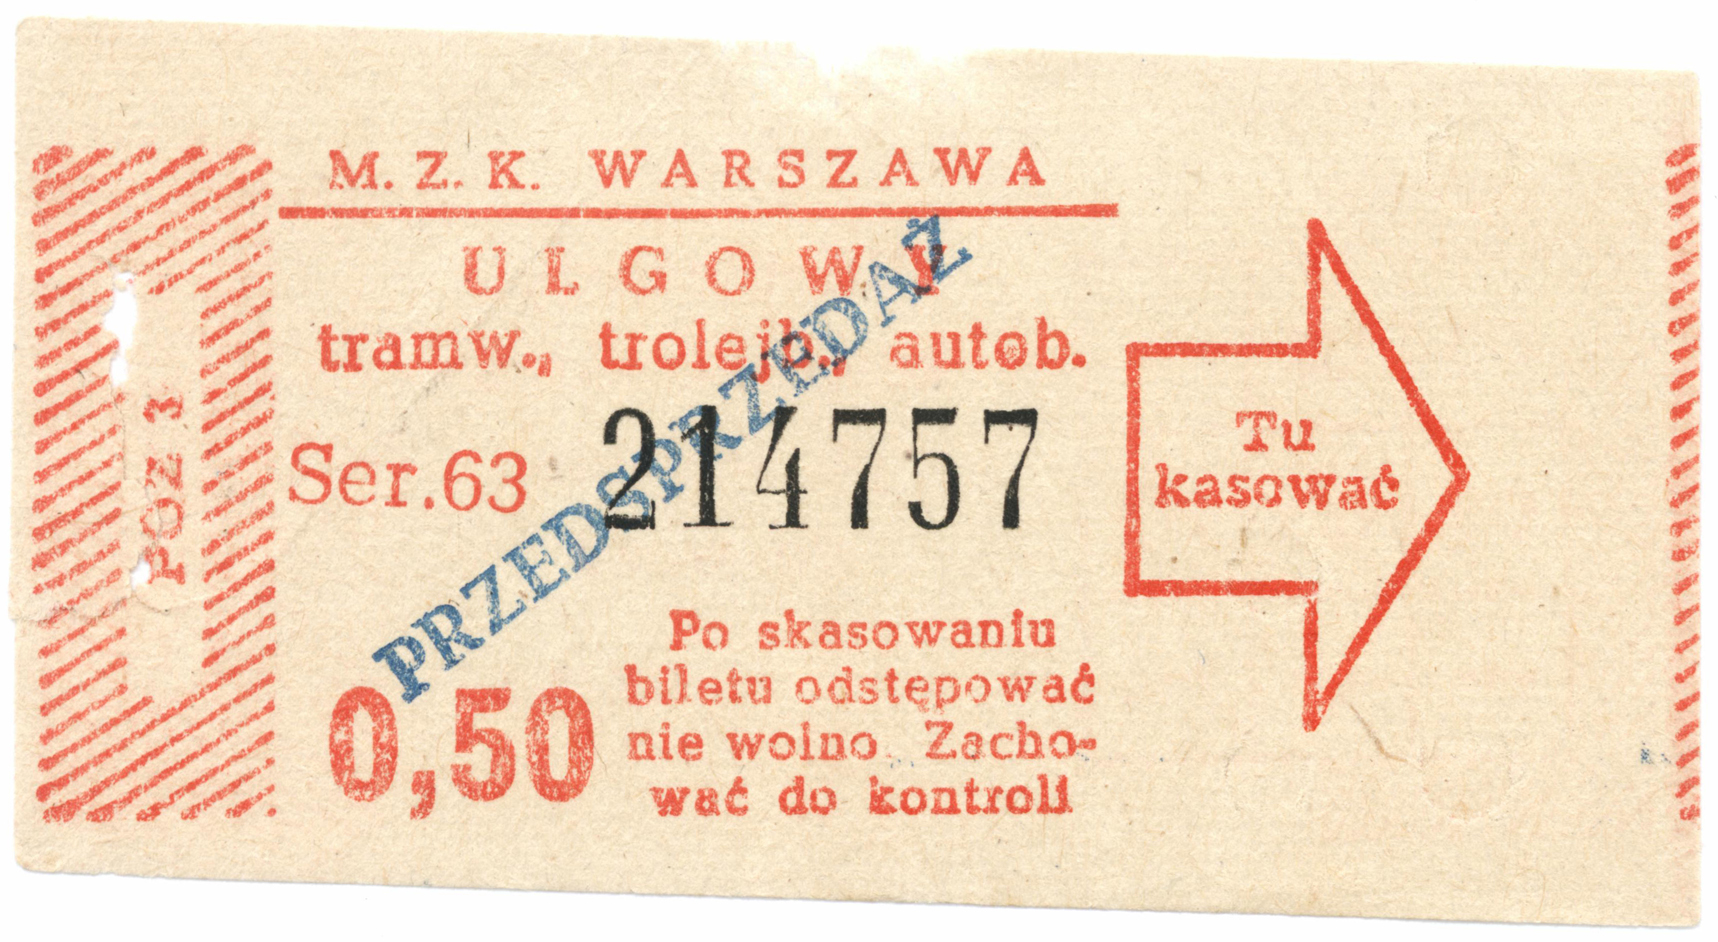 M. Z. K. WARSZAWA
ULGOWY
tramw., trolejb., autob.
Ser.63 214757
PRZEDSPRZEDAŻ
0,50
Po skasowaniu
biletu odstępować
nie wolno. Zacho-
wać do kontroli
Tu
kasować
POZ 3